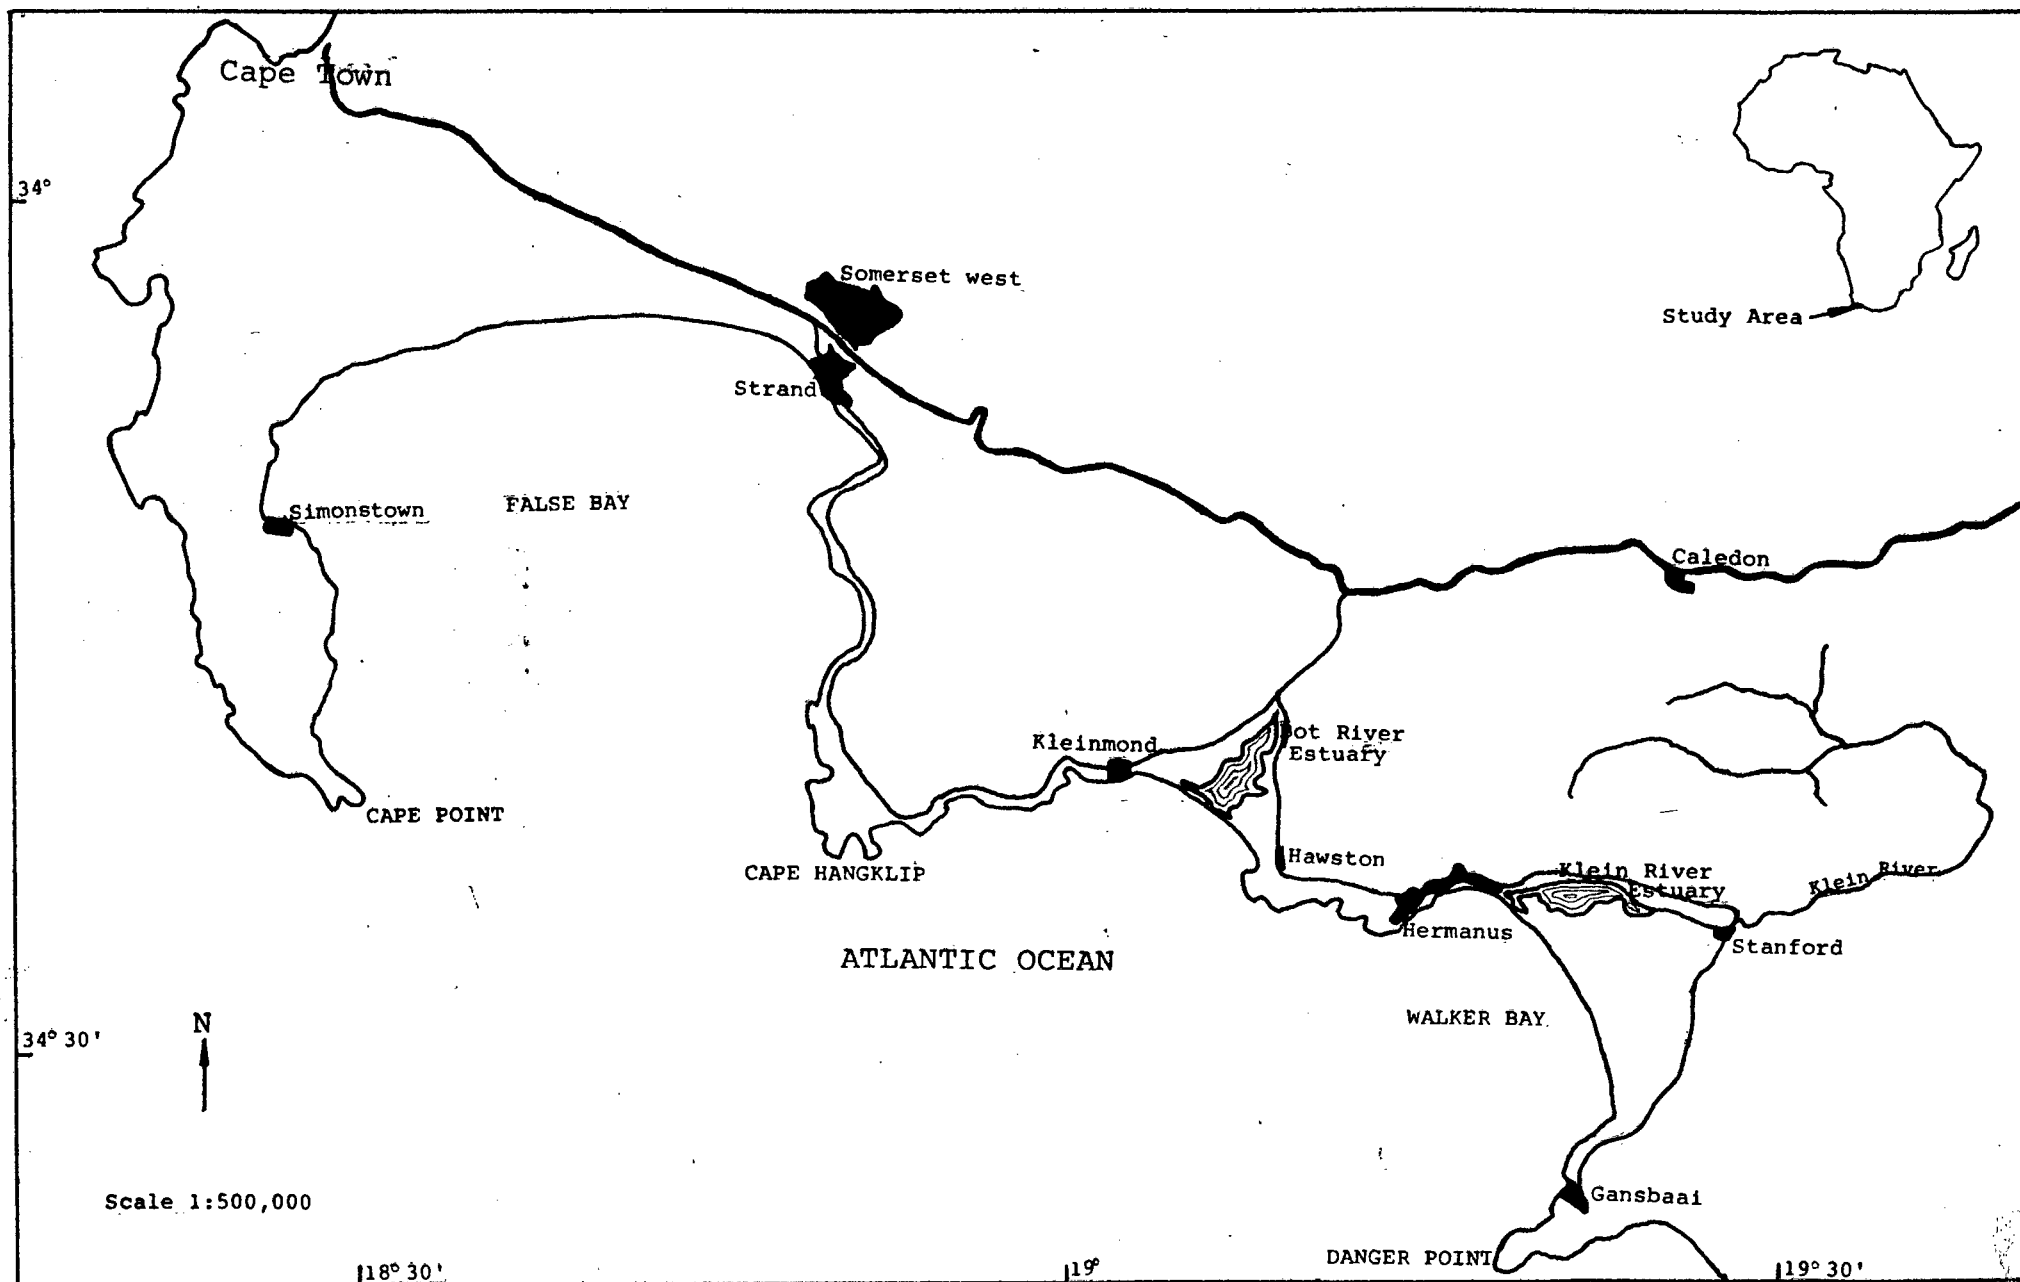 Cape Town
34°
Somerset west
Study Area
Strand
Simonstown
FALSE BAY
Caledon
Kleinmond
Bot River
Estuary
CAPE POINT
Hawston
CAPE HANGKLIP
Klein River
Estuary
Klein River
Hermanus
Stanford
ATLANTIC OCEAN
WALKER BAY
N
34° 30'
Scale 1:500,000
Gansbaai
DANGER POINT
18° 30'
19°
19° 30'